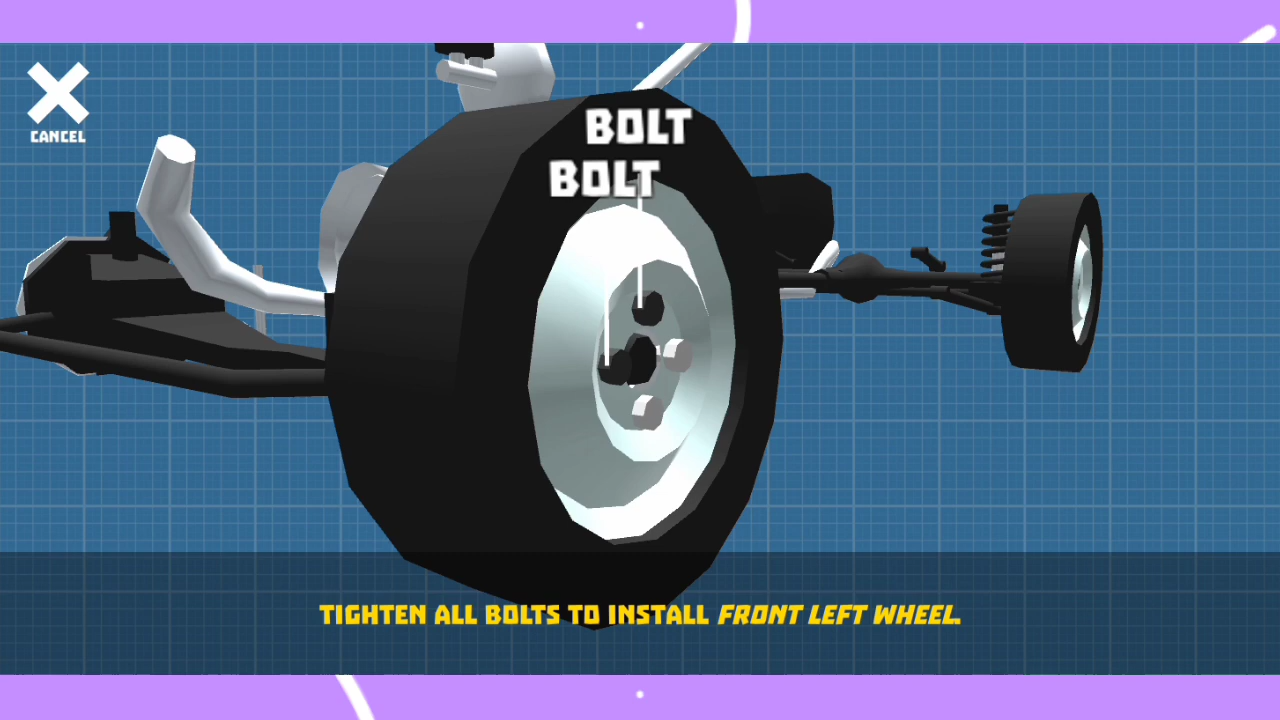 BOLT
CANCEL
BOLT
TIGHTEN ALL BOLTS TO INSTALL FRONT LEFT WHEEL.